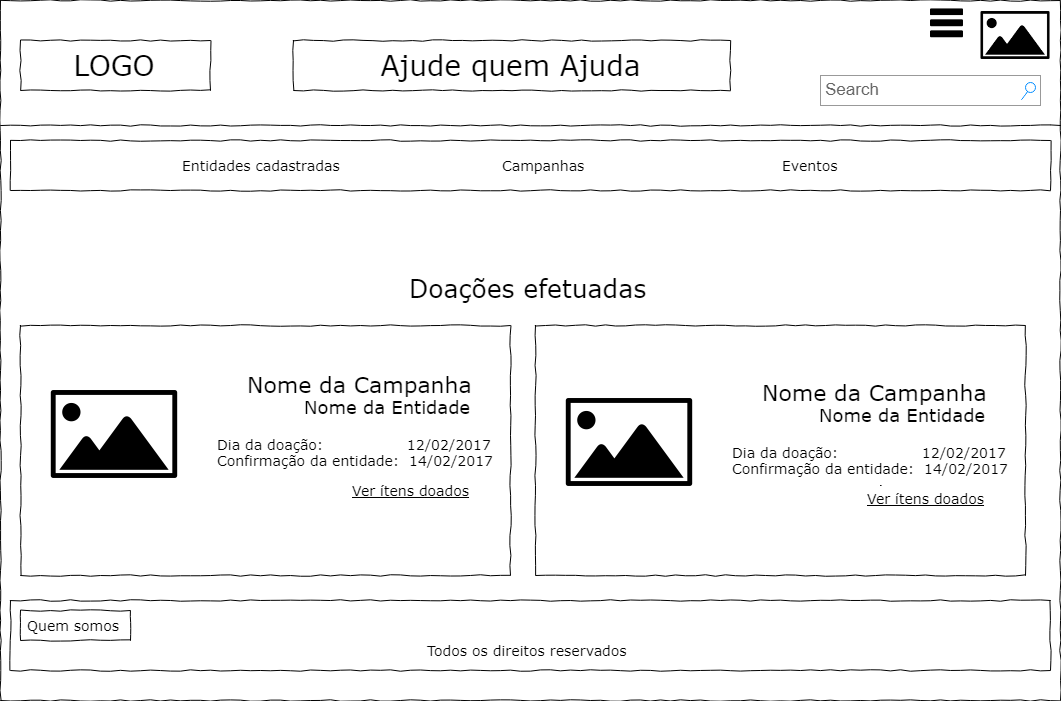 LOGO
Ajude quem Ajuda
Search
Entidades cadastradas
Campanhas
Eventos
Doações efetuadas
Nome da Campanha
Nome da Entidade
Dia da doação: 12/02/2017
Confirmação da entidade: 14/02/2017
Ver ítens doados
Nome da Campanha
Nome da Entidade
Dia da doação: 12/02/2017
Confirmação da entidade: 14/02/2017
.
Ver ítens doados
Quem somos
Todos os direitos reservados